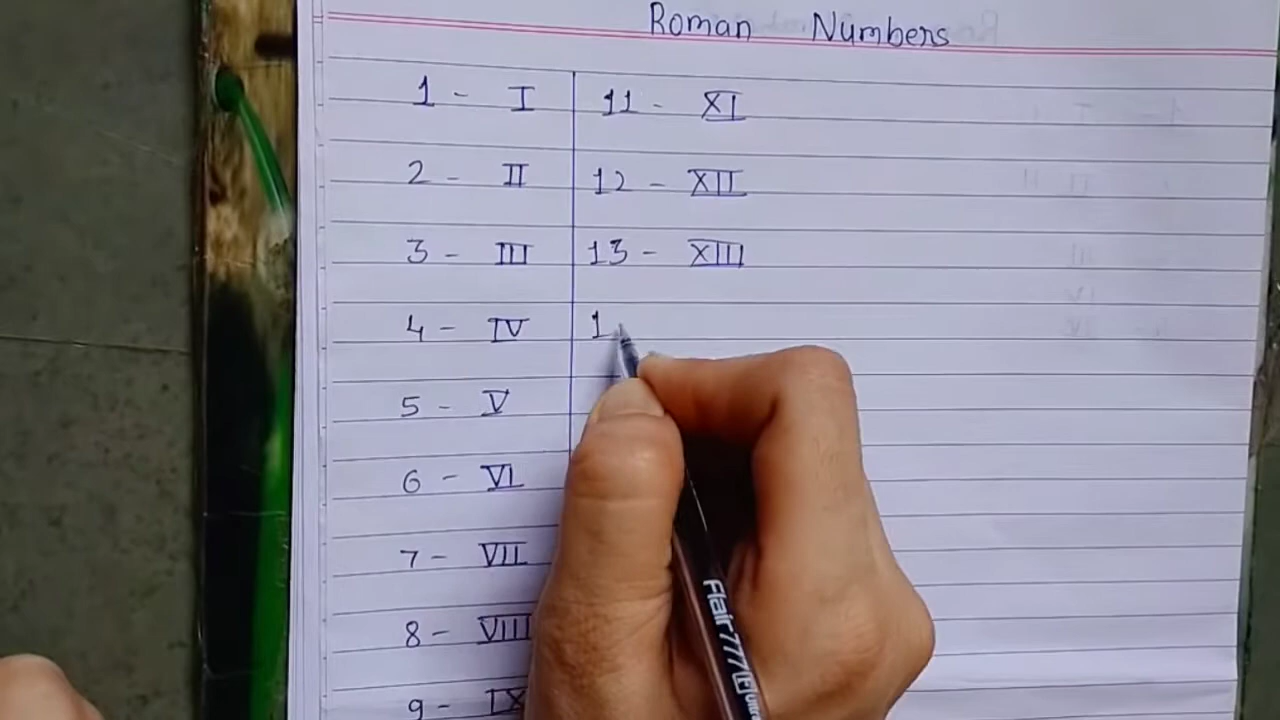 Roman Numbers
1 - I
2 - II
3 - III
4 - IV
5 - V
6 - VI
7 - VII
8 - VIII
9 - IX
11 - XI
12 - XII
13 - XIII
1
Flair 777